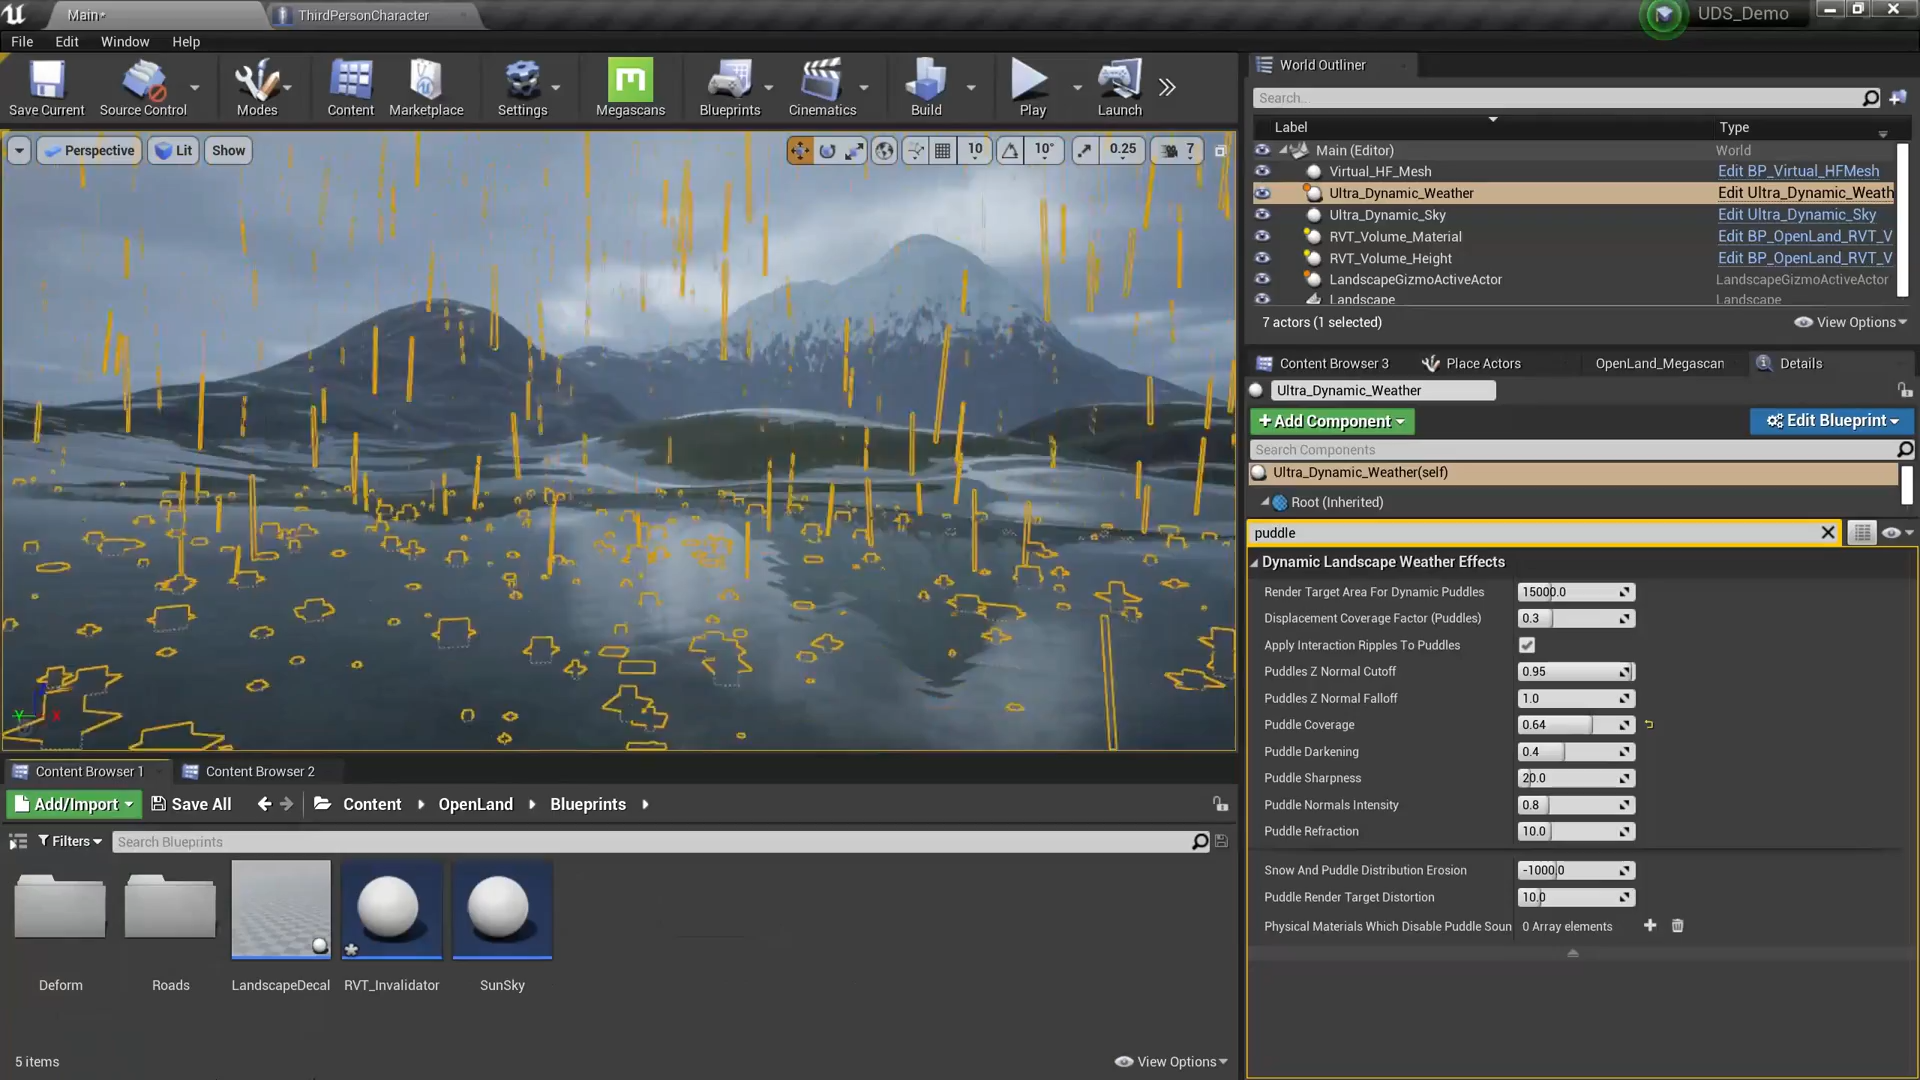 Main*
ThirdPersonCharacter
UDS_Demo
File Edit Window Help
Save Current
Source Control
Modes
Content
Marketplace
Settings
Megascans
Blueprints
Cinematics
Build
Play
Launch
Perspective
Lit
Show
10
10°
0.25
7
World Outliner
Search...
Label Type
Main (Editor) World
Virtual_HF_Mesh Edit BP_Virtual_HFMesh
Ultra_Dynamic_Weather Edit Ultra_Dynamic_Weath
Ultra_Dynamic_Sky Edit Ultra_Dynamic_Sky
RVT_Volume_Material Edit BP_OpenLand_RVT_V
RVT_Volume_Height Edit BP_OpenLand_RVT_V
LandscapeGizmoActiveActor LandscapeGizmoActiveActor
Landscape Landscape
7 actors (1 selected)
View Options
Content Browser 3
Place Actors
OpenLand_Megascan
Details
Ultra_Dynamic_Weather
+Add Component
Edit Blueprint
Search Components
Ultra_Dynamic_Weather(self)
Root (Inherited)
puddle
Dynamic Landscape Weather Effects
Render Target Area For Dynamic Puddles 15000.0
Displacement Coverage Factor (Puddles) 0.3
Apply Interaction Ripples To Puddles
Puddles Z Normal Cutoff 0.95
Puddles Z Normal Falloff 1.0
Puddle Coverage 0.64
Puddle Darkening 0.4
Puddle Sharpness 20.0
Puddle Normals Intensity 0.8
Puddle Refraction 10.0
Snow And Puddle Distribution Erosion -1000.0
Puddle Render Target Distortion 10.0
Physical Materials Which Disable Puddle Soun 0 Array elements
X
Y
Content Browser 1
Content Browser 2
Add/Import
Save All
Content
OpenLand
Blueprints
Filters
Search Blueprints
Deform
Roads
LandscapeDecal
RVT_Invalidator
SunSky
5 items
View Options